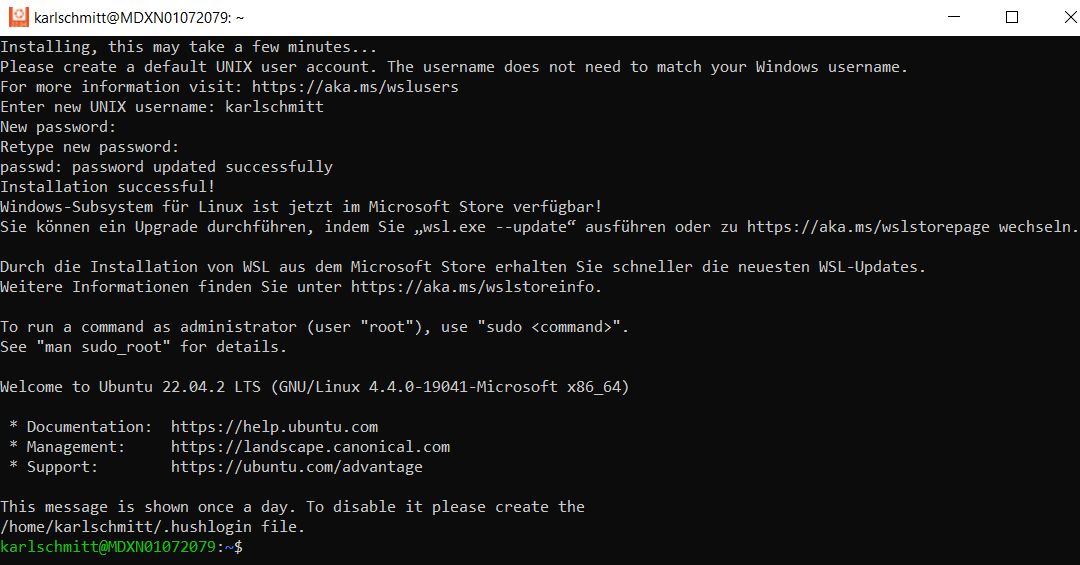 karlschmitt@MDXN01072079: ~
Installing, this may take a few minutes...
Please create a default UNIX user account. The username does not need to match your Windows username.
For more information visit: https://aka.ms/wslusers
Enter new UNIX username: karlschmitt
New password:
Retype new password:
passwd: password updated successfully
Installation successful!
Windows-Subsystem für Linux ist jetzt im Microsoft Store verfügbar!
Sie können ein Upgrade durchführen, indem Sie „wsl.exe --update“ ausführen oder zu https://aka.ms/wslstorepage wechseln.
Durch die Installation von WSL aus dem Microsoft Store erhalten Sie schneller die neuesten WSL-Updates.
Weitere Informationen finden Sie unter https://aka.ms/wslstoreinfo.
To run a command as administrator (user "root"), use "sudo <command>".
See "man sudo_root" for details.
Welcome to Ubuntu 22.04.2 LTS (GNU/Linux 4.4.0-19041-Microsoft x86_64)
* Documentation:  https://help.ubuntu.com
* Management:     https://landscape.canonical.com
* Support:        https://ubuntu.com/advantage
This message is shown once a day. To disable it please create the
/home/karlschmitt/.hushlogin file.
karlschmitt@MDXN01072079:~$